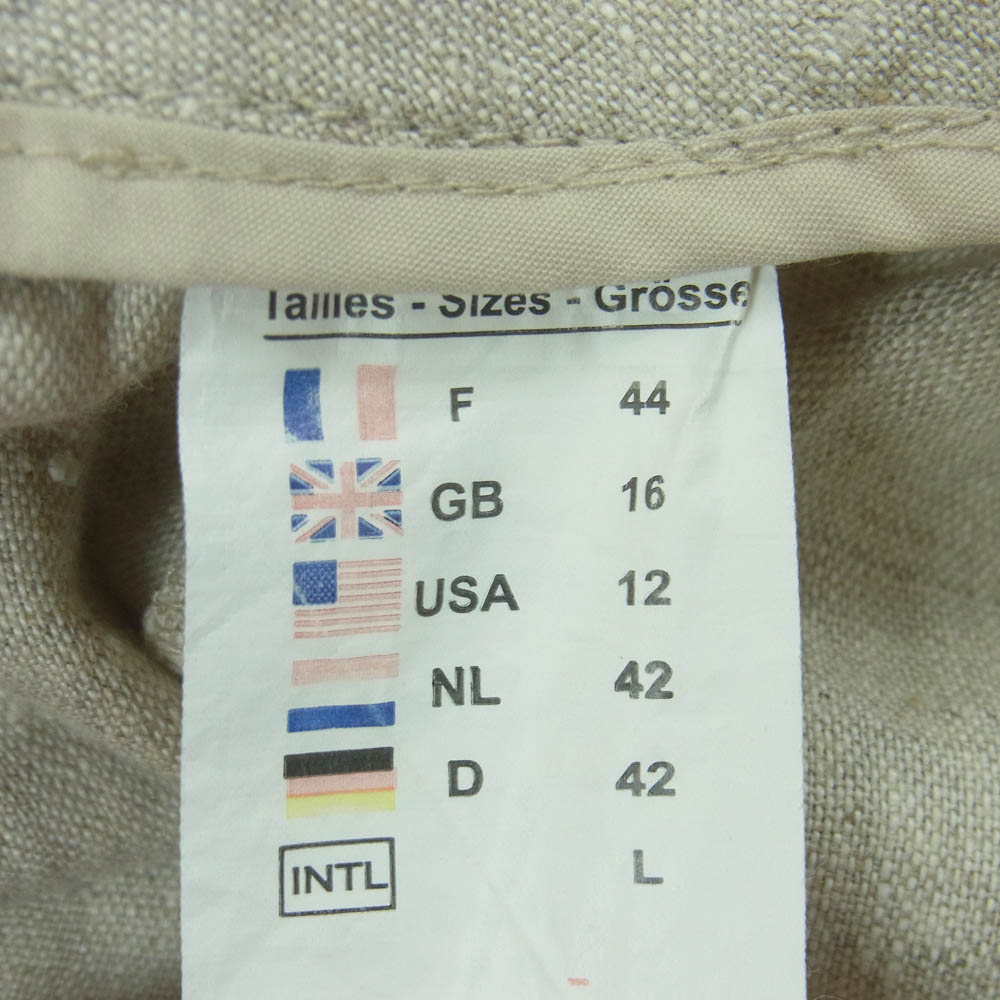 Tailles - Sizes - Grösse
F 44
GB 16
USA 12
NL 42
D 42
INTL L